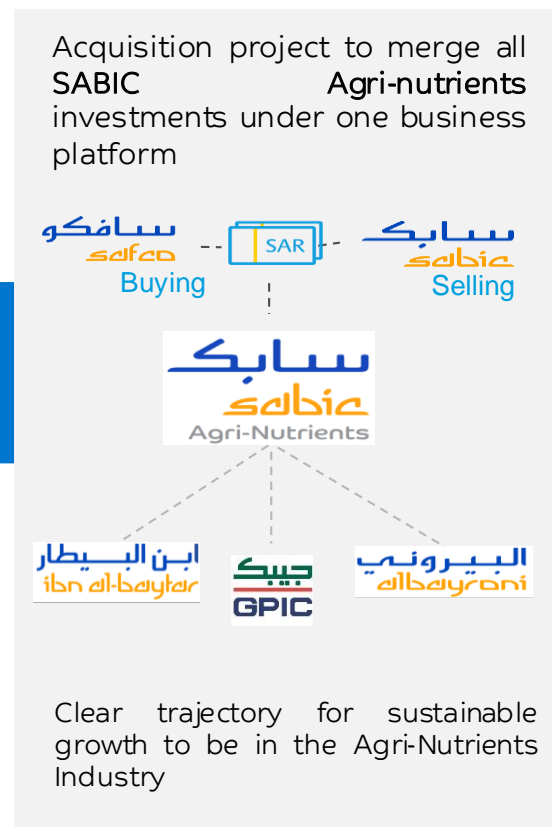 Acquisition project to merge all
SABIC Agri-nutrients
investments under one business
platform
سافكو
safco
Buying
SAR
سابك
sabic
Selling
سابك
sabic
Agri-Nutrients
ابن البيطار
ibn al-baytar
جيبك
GPIC
البيروني
albayroni
Clear trajectory for sustainable
growth to be in the Agri-Nutrients
Industry